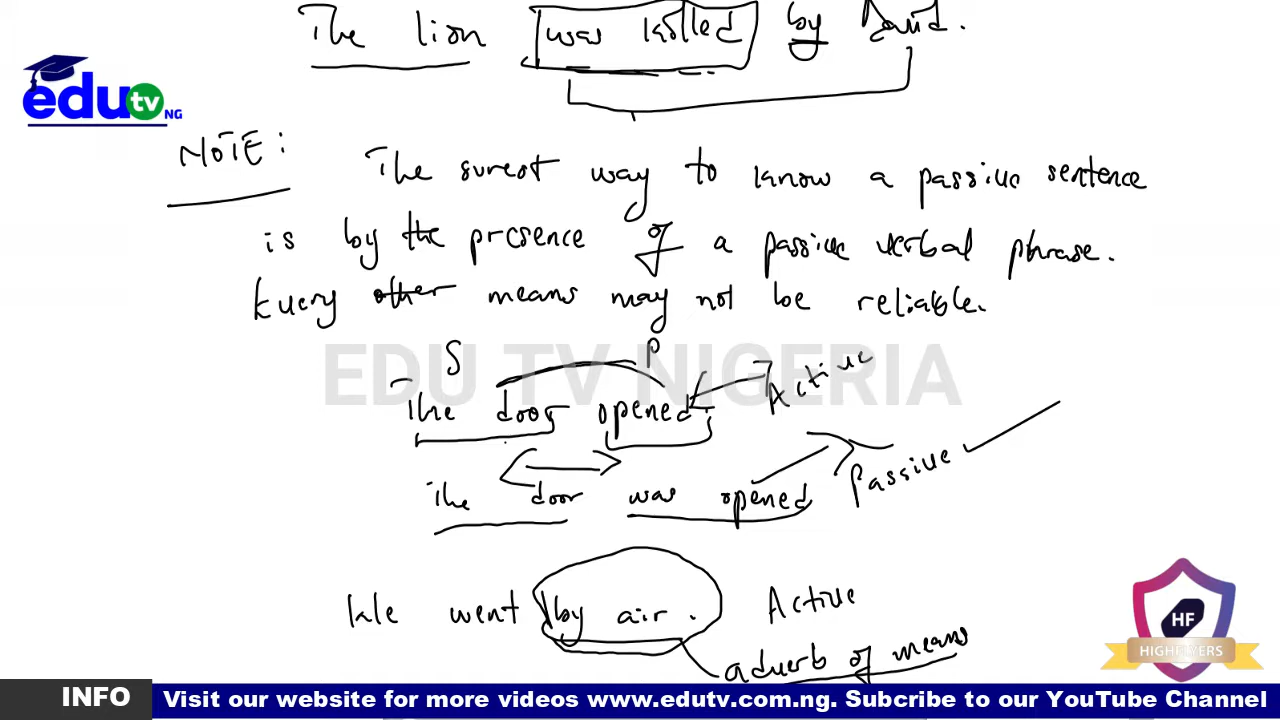 The lion was killed by David.
edutv NG
NOTE: The surest way to know a passive sentence
is by the presence of a passive verbal phrase.
Every other means may not be reliable.
EDU TV NIGERIA
S P
The door opened. Active
The door was opened Passive
He went by air. Active
adverb of means
HF
HIGHFLYERS
INFO Visit our website for more videos www.edutv.com.ng. Subcribe to our YouTube Channel